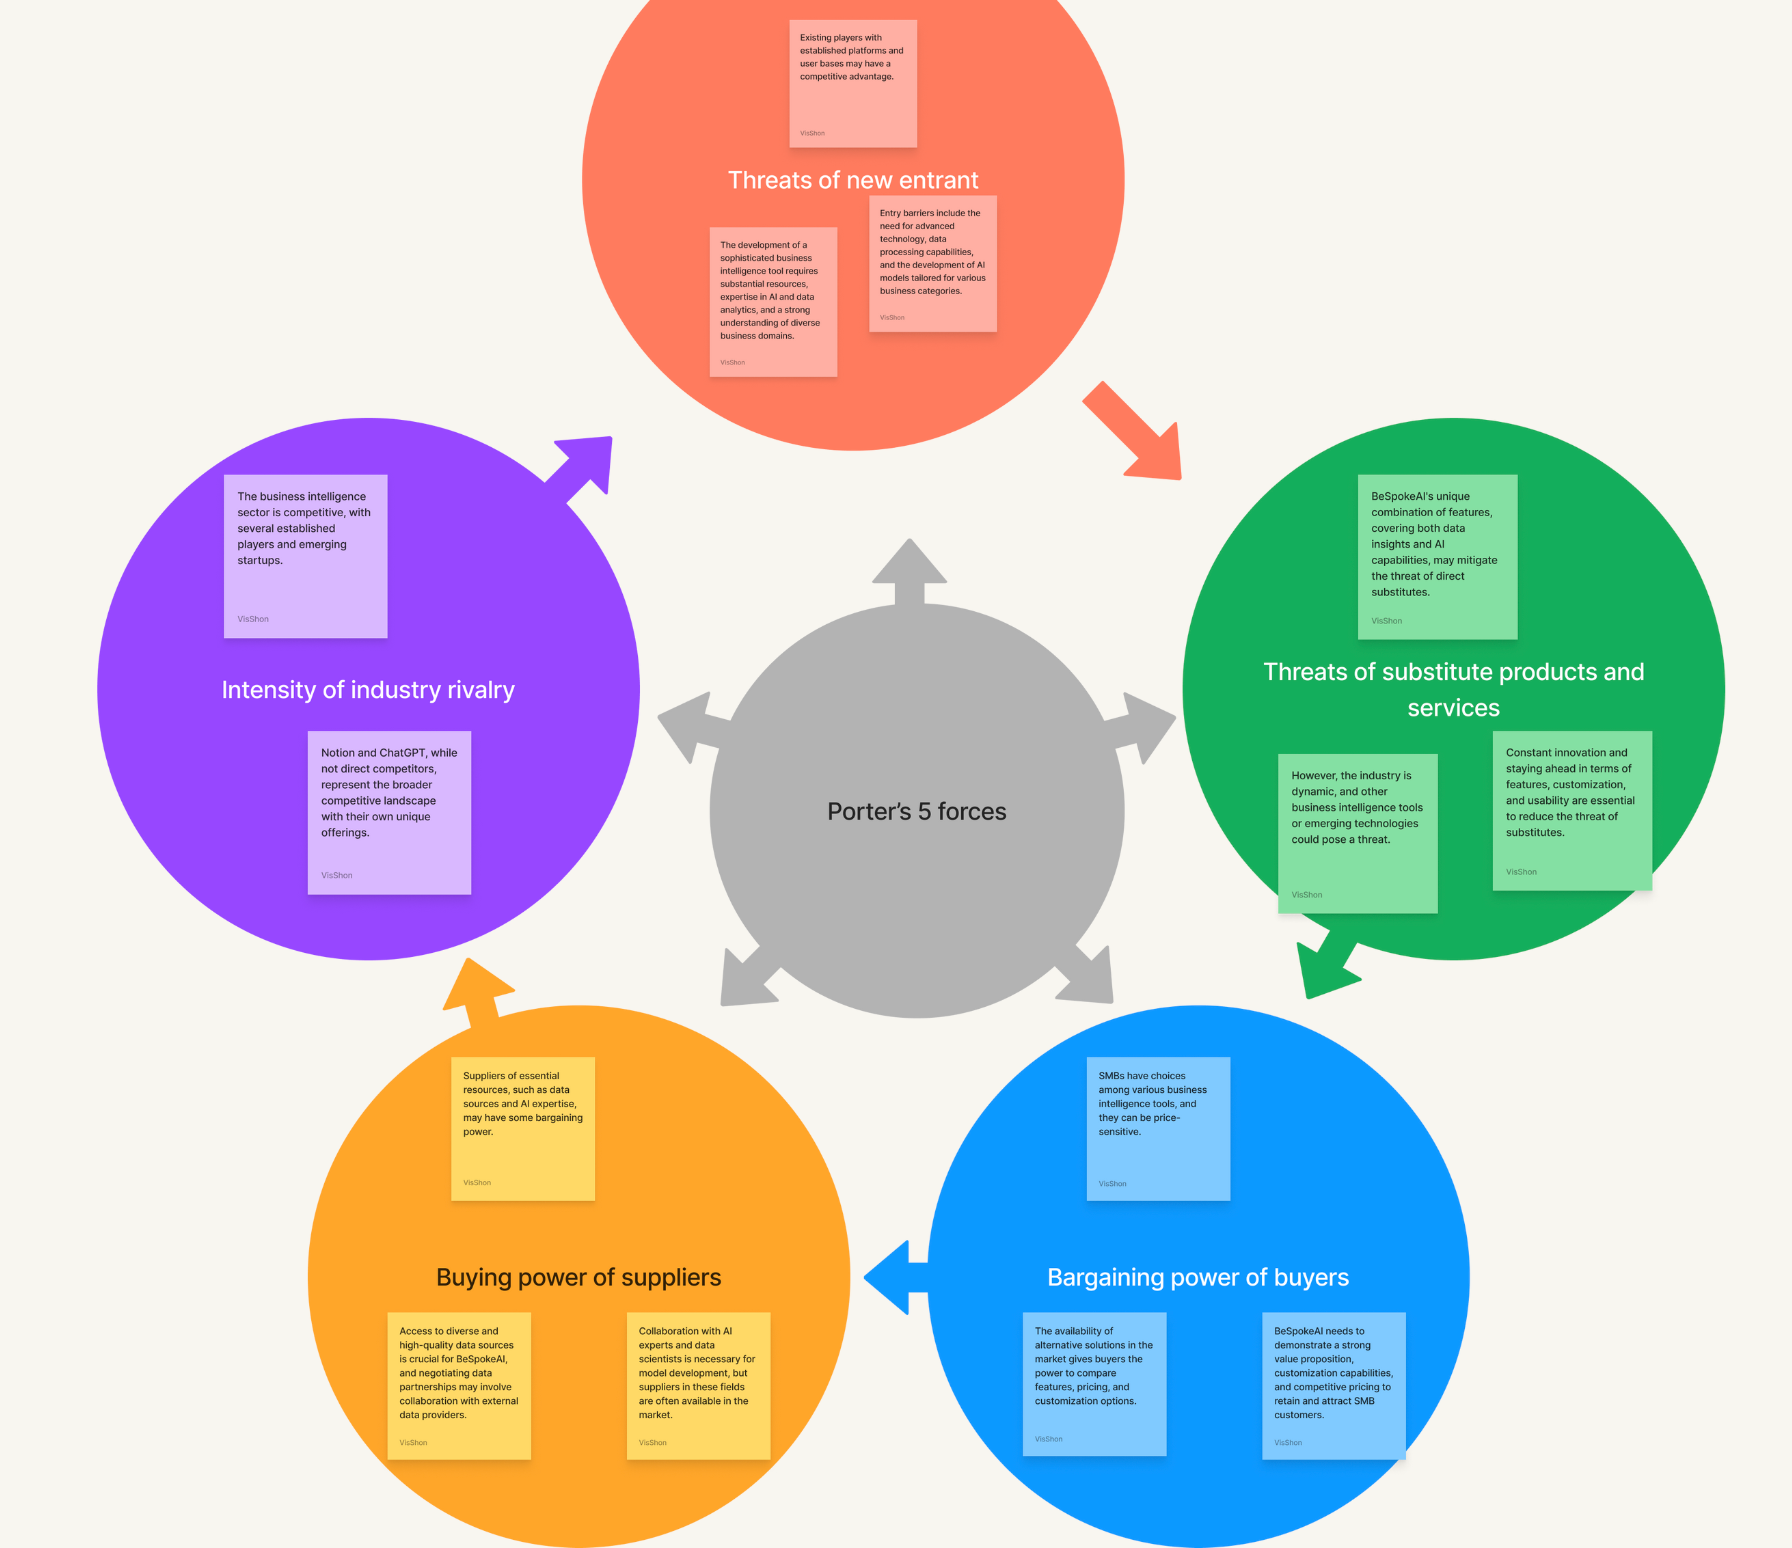 Existing players with
established platforms and
user bases may have a
competitive advantage.
VisShon
Threats of new entrant
The development of a
sophisticated business
intelligence tool requires
substantial resources,
expertise in AI and data
analytics, and a strong
understanding of diverse
business domains.
VisShon
Entry barriers include the
need for advanced
technology, data
processing capabilities,
and the development of AI
models tailored for various
business categories.
VisShon
The business intelligence
sector is competitive, with
several established
players and emerging
startups.
VisShon
Intensity of industry rivalry
Notion and ChatGPT, while
not direct competitors,
represent the broader
competitive landscape
with their own unique
offerings.
VisShon
Porter’s 5 forces
BeSpokeAI's unique
combination of features,
covering both data
insights and AI
capabilities, may mitigate
the threat of direct
substitutes.
VisShon
Threats of substitute products and
services
However, the industry is
dynamic, and other
business intelligence tools
or emerging technologies
could pose a threat.
VisShon
Constant innovation and
staying ahead in terms of
features, customization,
and usability are essential
to reduce the threat of
substitutes.
VisShon
Suppliers of essential
resources, such as data
sources and AI expertise,
may have some bargaining
power.
VisShon
Buying power of suppliers
Access to diverse and
high-quality data sources
is crucial for BeSpokeAI,
and negotiating data
partnerships may involve
collaboration with external
data providers.
VisShon
Collaboration with AI
experts and data
scientists is necessary for
model development, but
suppliers in these fields
are often available in the
market.
VisShon
SMBs have choices
among various business
intelligence tools, and
they can be price-
sensitive.
VisShon
Bargaining power of buyers
The availability of
alternative solutions in the
market gives buyers the
power to compare
features, pricing, and
customization options.
VisShon
BeSpokeAI needs to
demonstrate a strong
value proposition,
customization capabilities,
and competitive pricing to
retain and attract SMB
customers.
VisShon